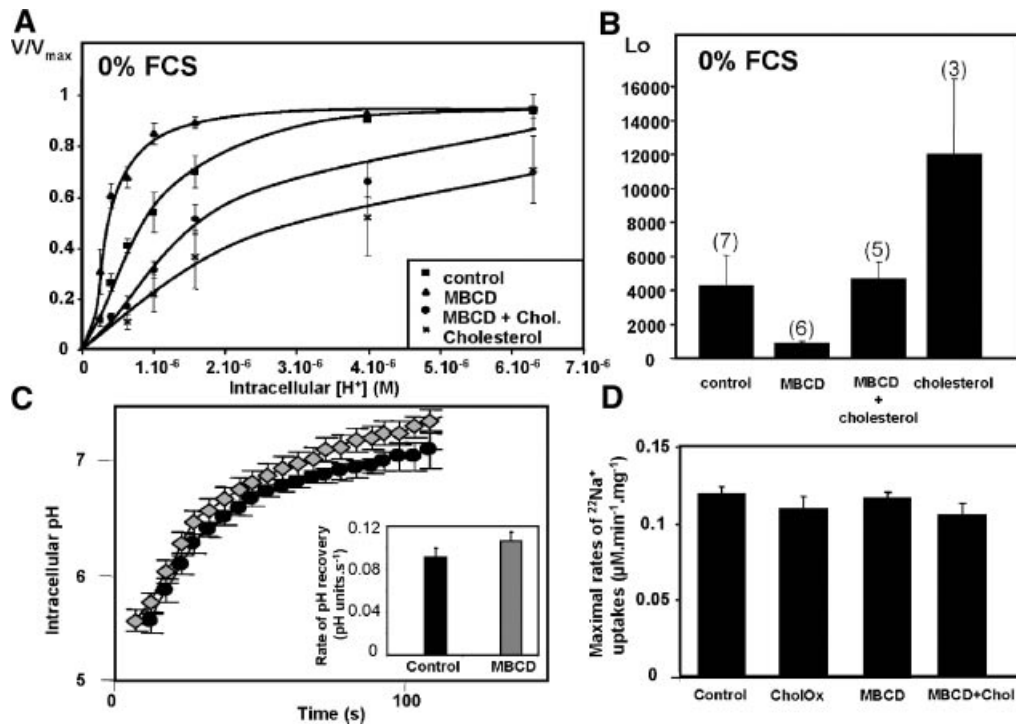 A
V/Vmax
0% FCS
1
0.8
0.6
0.4
0.2
0
control
MBCD
MBCD + Chol.
Cholesterol
0
1.10-6
2.10-6
3.10-6
4.10-6
5.10-6
6.10-6
7.10-6
Intracellular [H+] (M)
B
Lo
0% FCS
16000
14000
12000
10000
8000
6000
4000
2000
0
(7)
(6)
(5)
(3)
control
MBCD
MBCD
+
cholesterol
cholesterol
C
Intracellular pH
7
6
5
0
100
Time (s)
Rate of pH recovery
(pH units.s-1)
0.12
0.08
0.04
0
Control
MBCD
D
Maximal rates of 22Na+
uptakes (µM.min-1.mg-1)
0.15
0.1
0.05
0
Control
CholOx
MBCD
MBCD+Chol